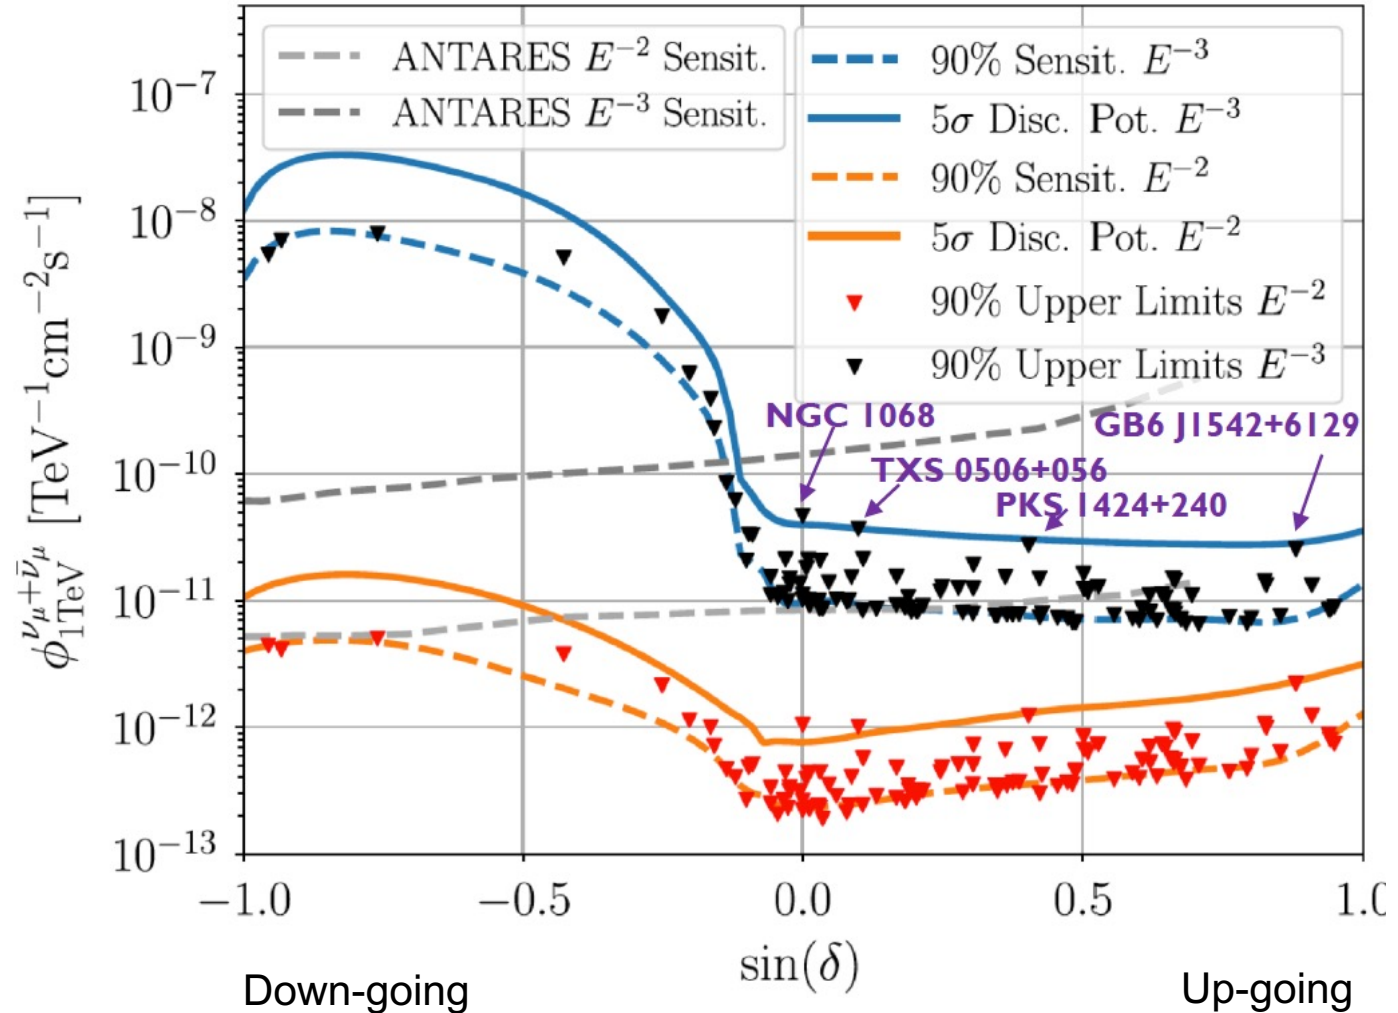 ANTARES E⁻² Sensit.
ANTARES E⁻³ Sensit.
90% Sensit. E⁻³
5σ Disc. Pot. E⁻³
90% Sensit. E⁻²
5σ Disc. Pot. E⁻²
90% Upper Limits E⁻²
90% Upper Limits E⁻³
NGC 1068
TXS 0506+056
PKS 1424+240
GB6 J1542+6129
10⁻⁷
10⁻⁸
10⁻⁹
10⁻¹⁰
10⁻¹¹
10⁻¹²
10⁻¹³
ϕ^{ν_μ+ν̄_μ}_{1TeV} [TeV⁻¹cm⁻²s⁻¹]
−1.0 −0.5 0.0 0.5 1.0
sin(δ)
Down-going Up-going